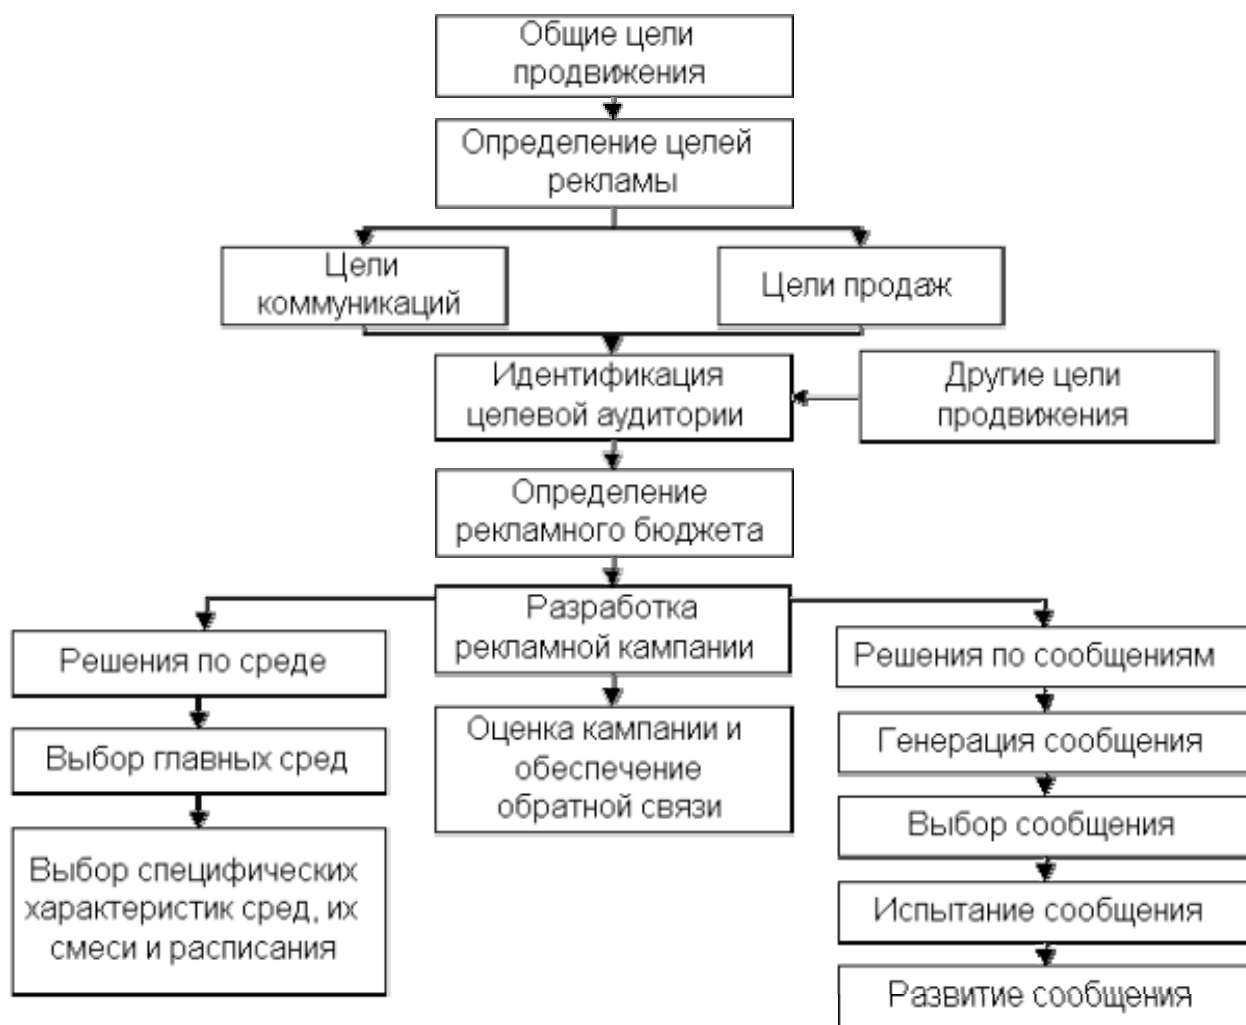 Общие цели
продвижения
Определение целей
рекламы
Цели
коммуникаций
Цели продаж
Идентификация
целевой аудитории
Другие цели
продвижения
Определение
рекламного бюджета
Разработка
рекламной кампании
Решения по среде
Решения по сообщениям
Выбор главных сред
Оценка кампании и
обеспечение
обратной связи
Генерация сообщения
Выбор сообщения
Выбор специфических
характеристик сред, их
смеси и расписания
Испытание сообщения
Развитие сообщения